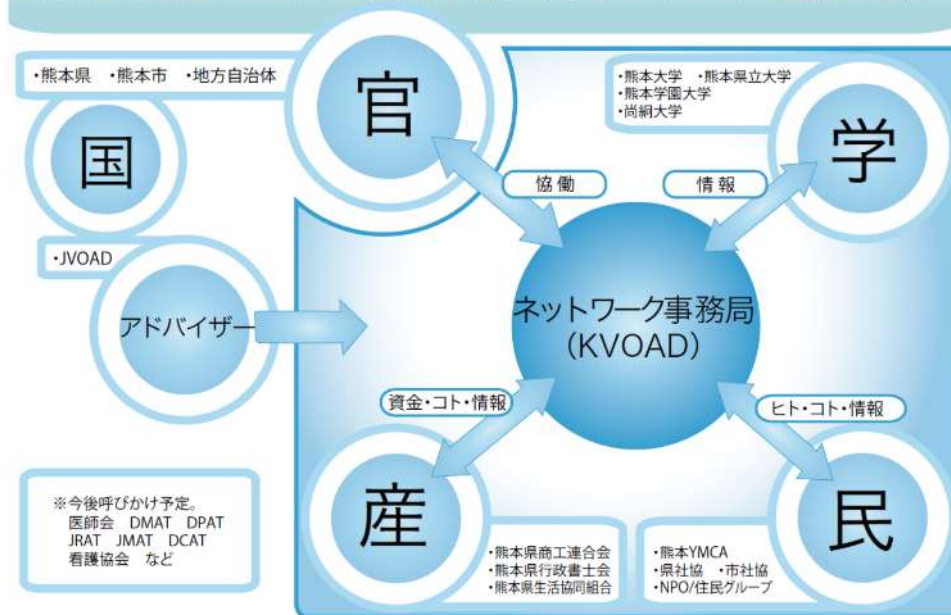 ・熊本県　・熊本市　・地方自治体
官
国
・熊本大学　・熊本県立大学
・熊本学園大学
・尚絅大学
学
協働
情報
・JVOAD
アドバイザー
ネットワーク事務局
（KVOAD）
資金・コト・情報
ヒト・コト・情報
※今後呼びかけ予定。
医師会　DMAT　DPAT
JRAT　JMAT　DCAT
看護協会　など
産
・熊本県商工連合会
・熊本県行政書士会
・熊本県生活協同組合
民
・熊本YMCA
・県社協　・市社協
・NPO/住民グループ